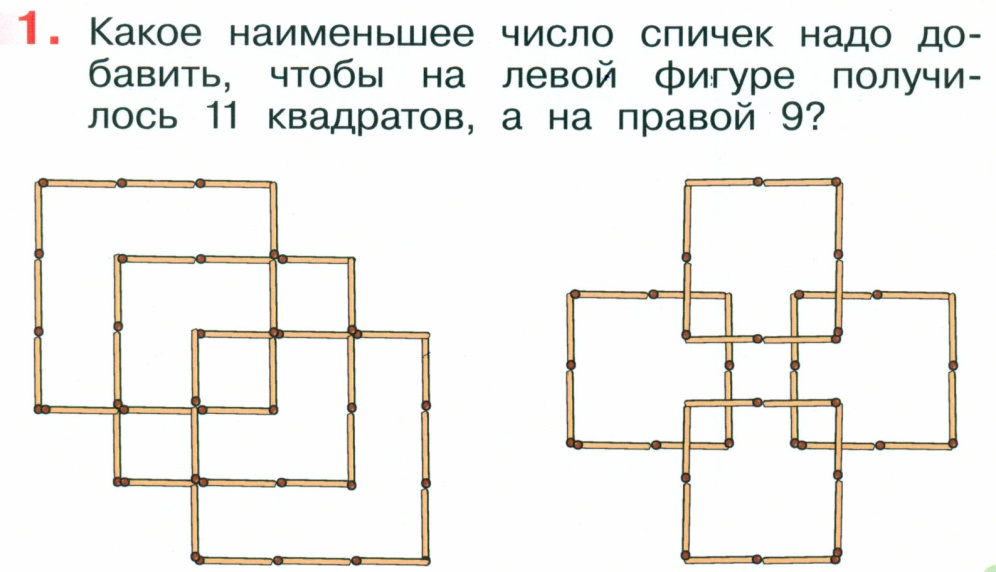 1. Какое наименьшее число спичек надо до-
бавить, чтобы на левой фигуре получи-
лось 11 квадратов, а на правой 9?